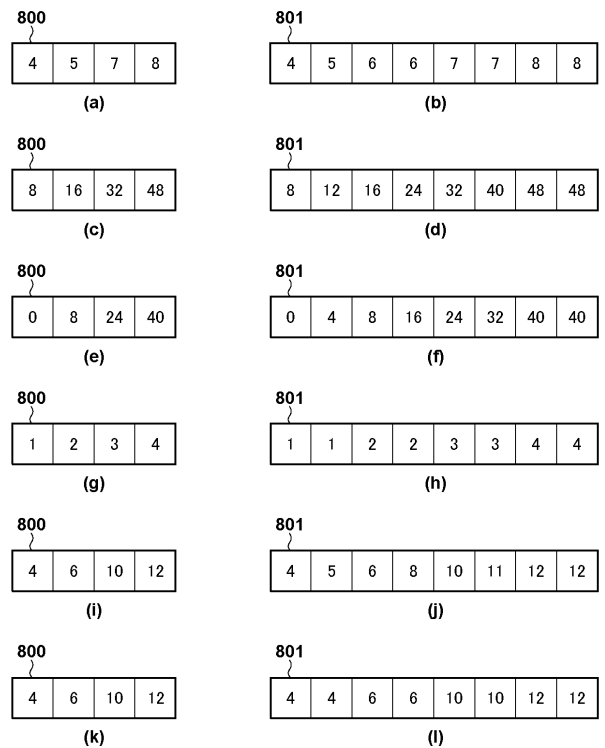 800 801
4 5 7 8 4 5 6 6 7 7 8 8
(a) (b)
800 801
8 16 32 48 8 12 16 24 32 40 48 48
(c) (d)
800 801
0 8 24 40 0 4 8 16 24 32 40 40
(e) (f)
800 801
1 2 3 4 1 1 2 2 3 3 4 4
(g) (h)
800 801
4 6 10 12 4 5 6 8 10 11 12 12
(i) (j)
800 801
4 6 10 12 4 4 6 6 10 10 12 12
(k) (l)